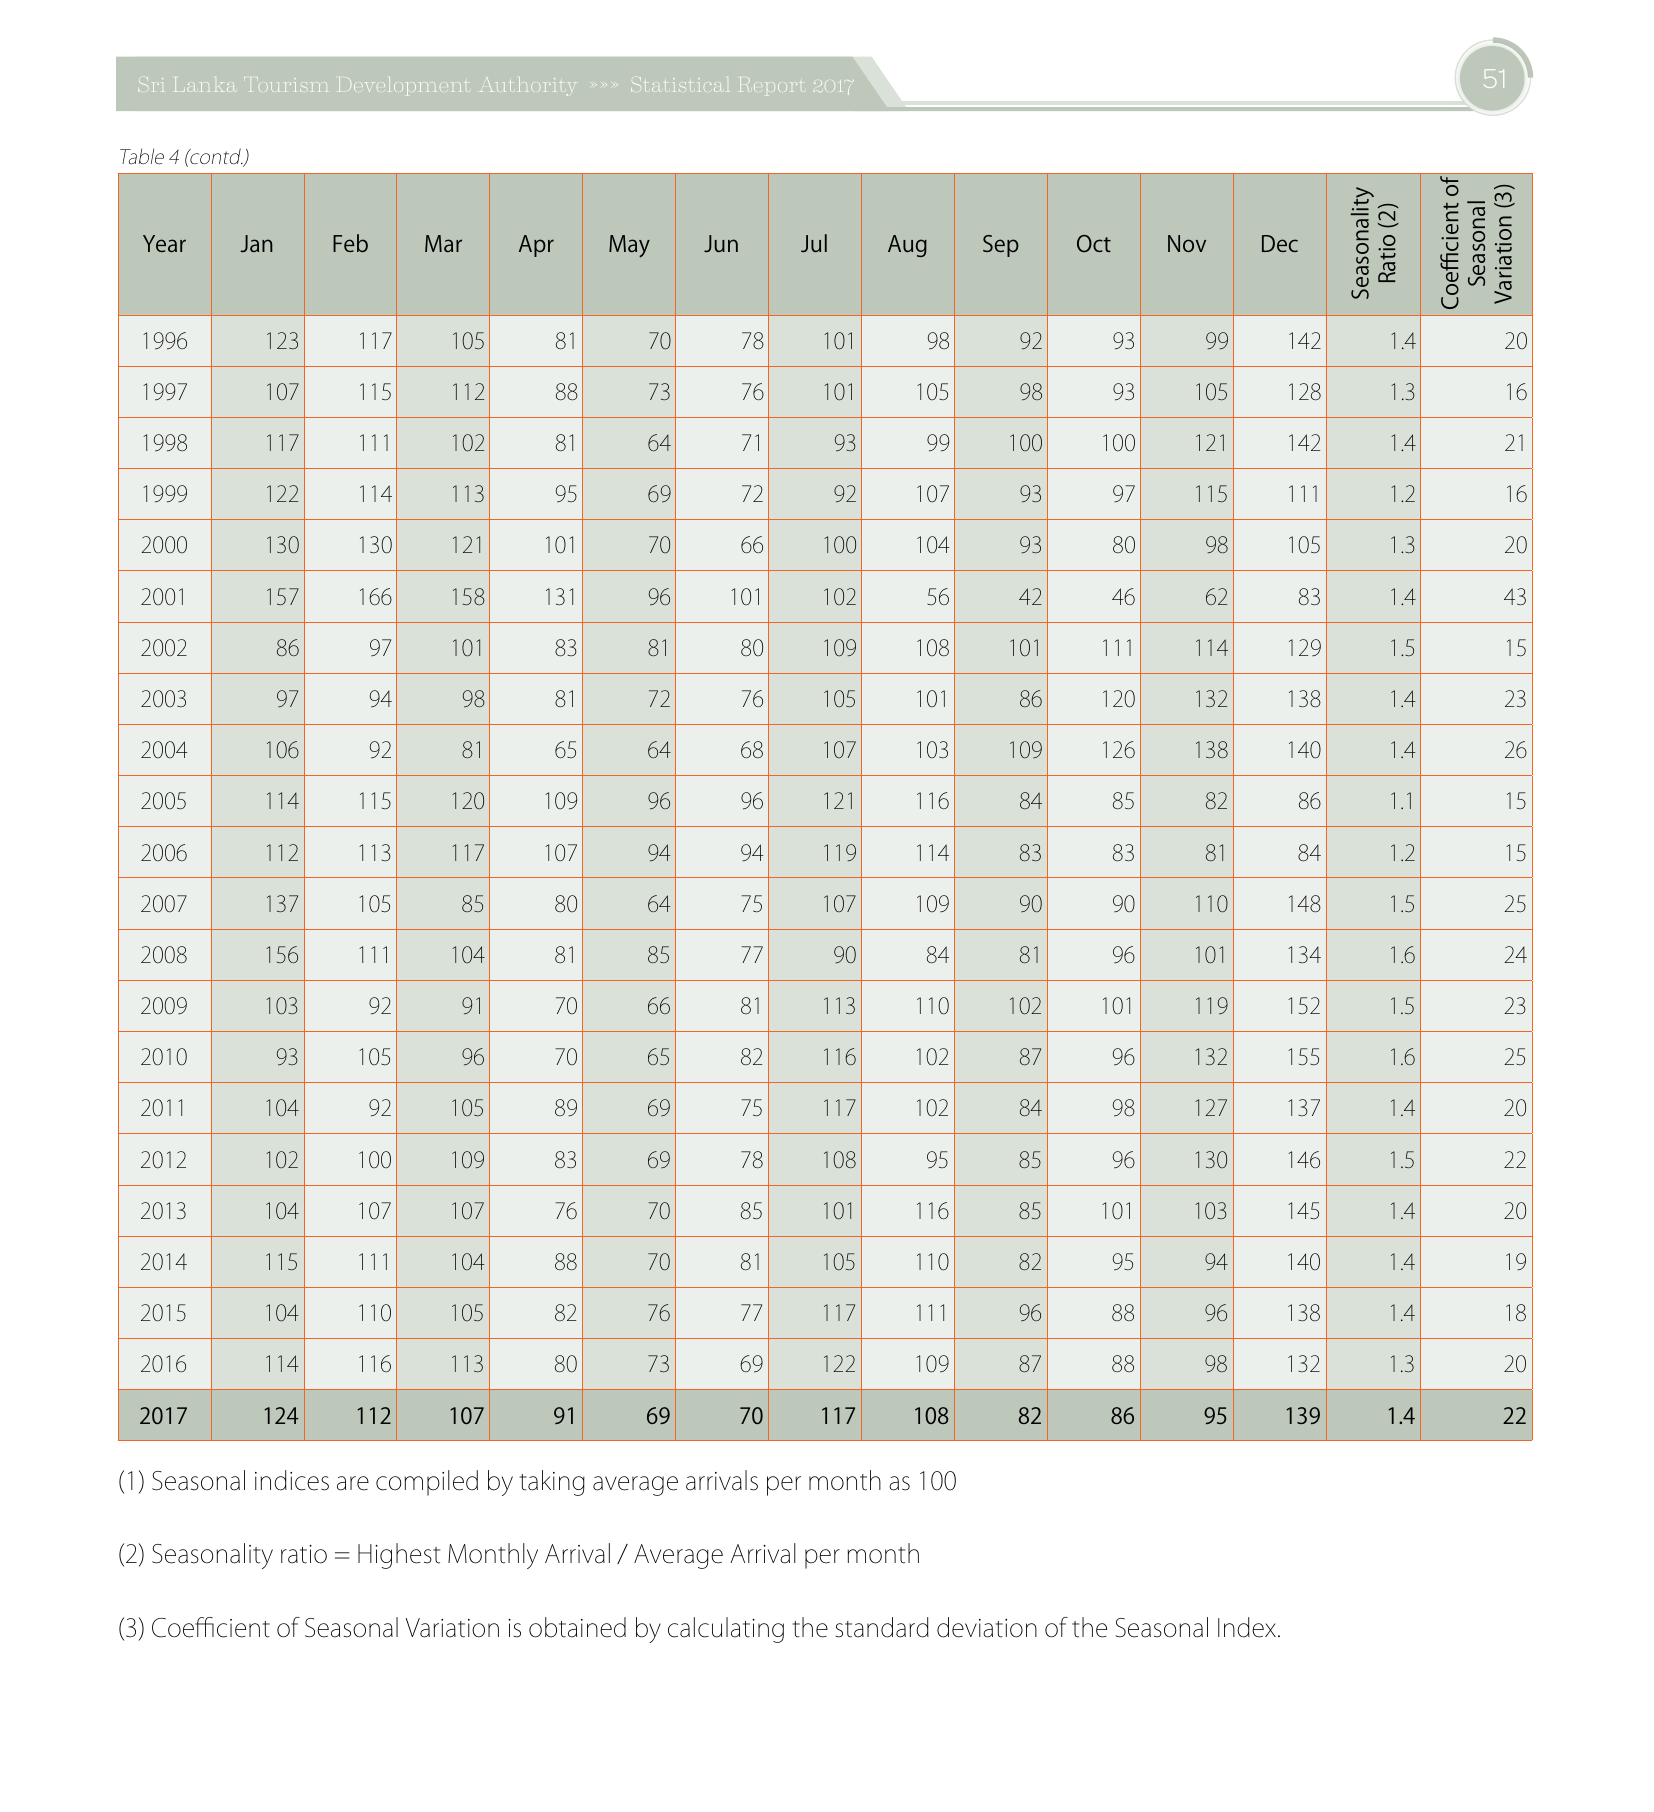 Sri Lanka Tourism Development Authority »»» Statistical Report 2017
51
Table 4 (contd.)
Year Jan Feb Mar Apr May Jun Jul Aug Sep Oct Nov Dec Seasonality Ratio (2) Coefficient of Seasonal Variation (3)
1996 123 117 105 81 70 78 101 98 92 93 99 142 1.4 20
1997 107 115 112 88 73 76 101 105 98 93 105 128 1.3 16
1998 117 111 102 81 64 71 93 99 100 100 121 142 1.4 21
1999 122 114 113 95 69 72 92 107 93 97 115 111 1.2 16
2000 130 130 121 101 70 66 100 104 93 80 98 105 1.3 20
2001 157 166 158 131 96 101 102 56 42 46 62 83 1.4 43
2002 86 97 101 83 81 80 109 108 101 111 114 129 1.5 15
2003 97 94 98 81 72 76 105 101 86 120 132 138 1.4 23
2004 106 92 81 65 64 68 107 103 109 126 138 140 1.4 26
2005 114 115 120 109 96 96 121 116 84 85 82 86 1.1 15
2006 112 113 117 107 94 94 119 114 83 83 81 84 1.2 15
2007 137 105 85 80 64 75 107 109 90 90 110 148 1.5 25
2008 156 111 104 81 85 77 90 84 81 96 101 134 1.6 24
2009 103 92 91 70 66 81 113 110 102 101 119 152 1.5 23
2010 93 105 96 70 65 82 116 102 87 96 132 155 1.6 25
2011 104 92 105 89 69 75 117 102 84 98 127 137 1.4 20
2012 102 100 109 83 69 78 108 95 85 96 130 146 1.5 22
2013 104 107 107 76 70 85 101 116 85 101 103 145 1.4 20
2014 115 111 104 88 70 81 105 110 82 95 94 140 1.4 19
2015 104 110 105 82 76 77 117 111 96 88 96 138 1.4 18
2016 114 116 113 80 73 69 122 109 87 88 98 132 1.3 20
2017 124 112 107 91 69 70 117 108 82 86 95 139 1.4 22
(1) Seasonal indices are compiled by taking average arrivals per month as 100
(2) Seasonality ratio = Highest Monthly Arrival / Average Arrival per month
(3) Coefficient of Seasonal Variation is obtained by calculating the standard deviation of the Seasonal Index.